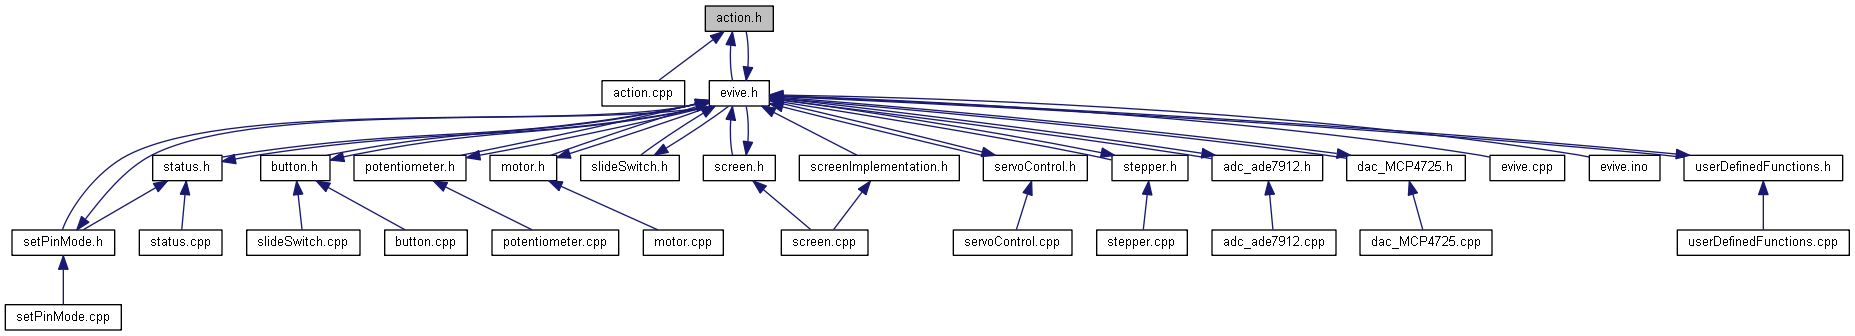 action.h
action.cpp
evive.h
status.h
button.h
potentiometer.h
motor.h
slideSwitch.h
screen.h
screenImplementation.h
servoControl.h
stepper.h
adc_ade7912.h
dac_MCP4725.h
evive.cpp
evive.ino
userDefinedFunctions.h
setPinMode.h
status.cpp
slideSwitch.cpp
button.cpp
potentiometer.cpp
motor.cpp
screen.cpp
servoControl.cpp
stepper.cpp
adc_ade7912.cpp
dac_MCP4725.cpp
userDefinedFunctions.cpp
setPinMode.cpp